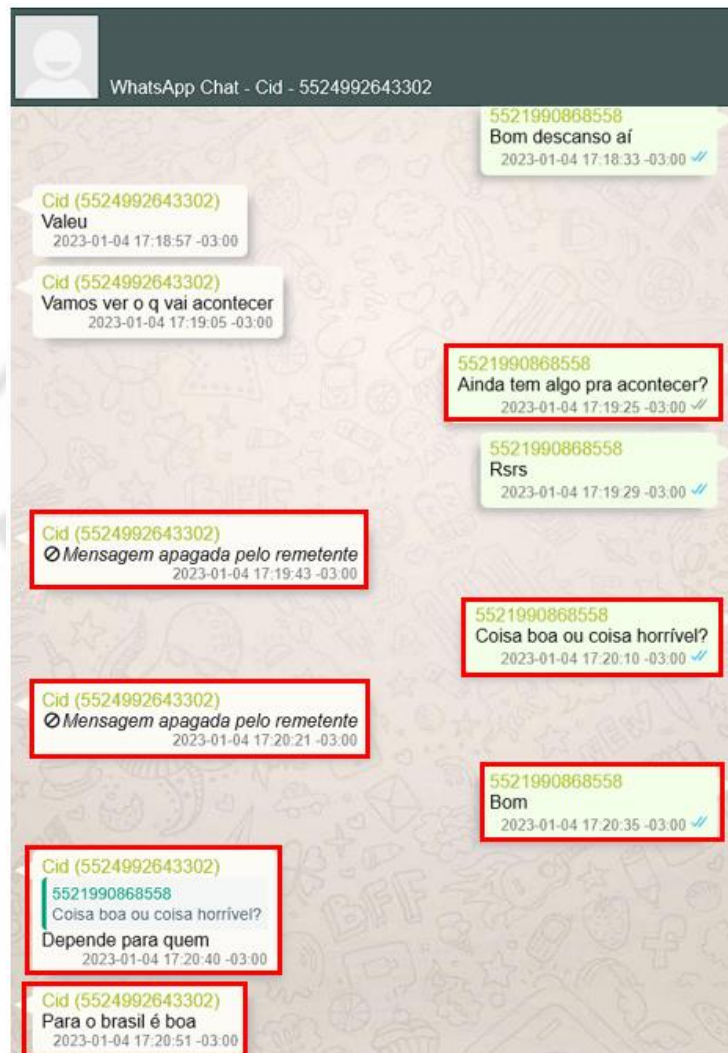 WhatsApp Chat - Cid - 5524992643302
5521990868558
Bom descanso aí
2023-01-04 17:18:33 -03:00
Cid (5524992643302)
Valeu
2023-01-04 17:18:57 -03:00
Cid (5524992643302)
Vamos ver o q vai acontecer
2023-01-04 17:19:05 -03:00
5521990868558
Ainda tem algo pra acontecer?
2023-01-04 17:19:25 -03:00
5521990868558
Rsrs
2023-01-04 17:19:29 -03:00
Cid (5524992643302)
Mensagem apagada pelo remetente
2023-01-04 17:19:43 -03:00
5521990868558
Coisa boa ou coisa horrível?
2023-01-04 17:20:10 -03:00
Cid (5524992643302)
Mensagem apagada pelo remetente
2023-01-04 17:20:21 -03:00
5521990868558
Bom
2023-01-04 17:20:35 -03:00
Cid (5524992643302)
5521990868558
Coisa boa ou coisa horrível?
Depende para quem
2023-01-04 17:20:40 -03:00
Cid (5524992643302)
Para o brasil é boa
2023-01-04 17:20:51 -03:00